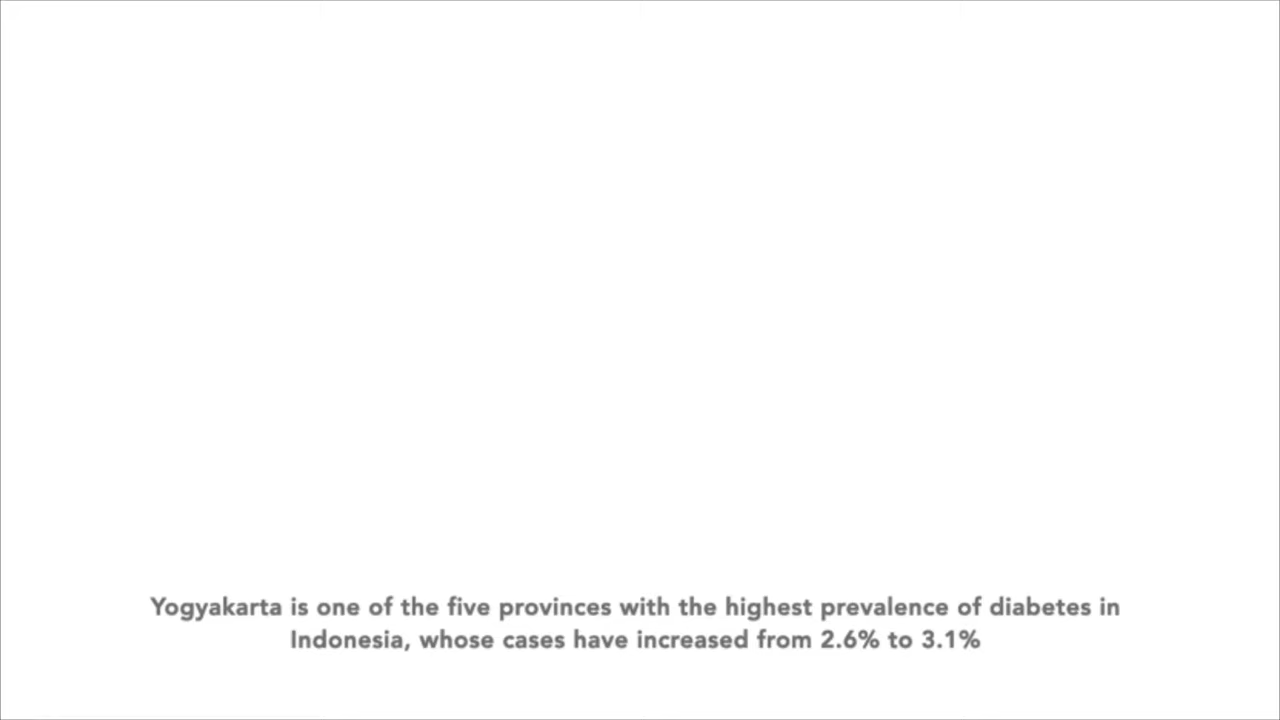 Yogyakarta is one of the five provinces with the highest prevalence of diabetes in
Indonesia, whose cases have increased from 2.6% to 3.1%